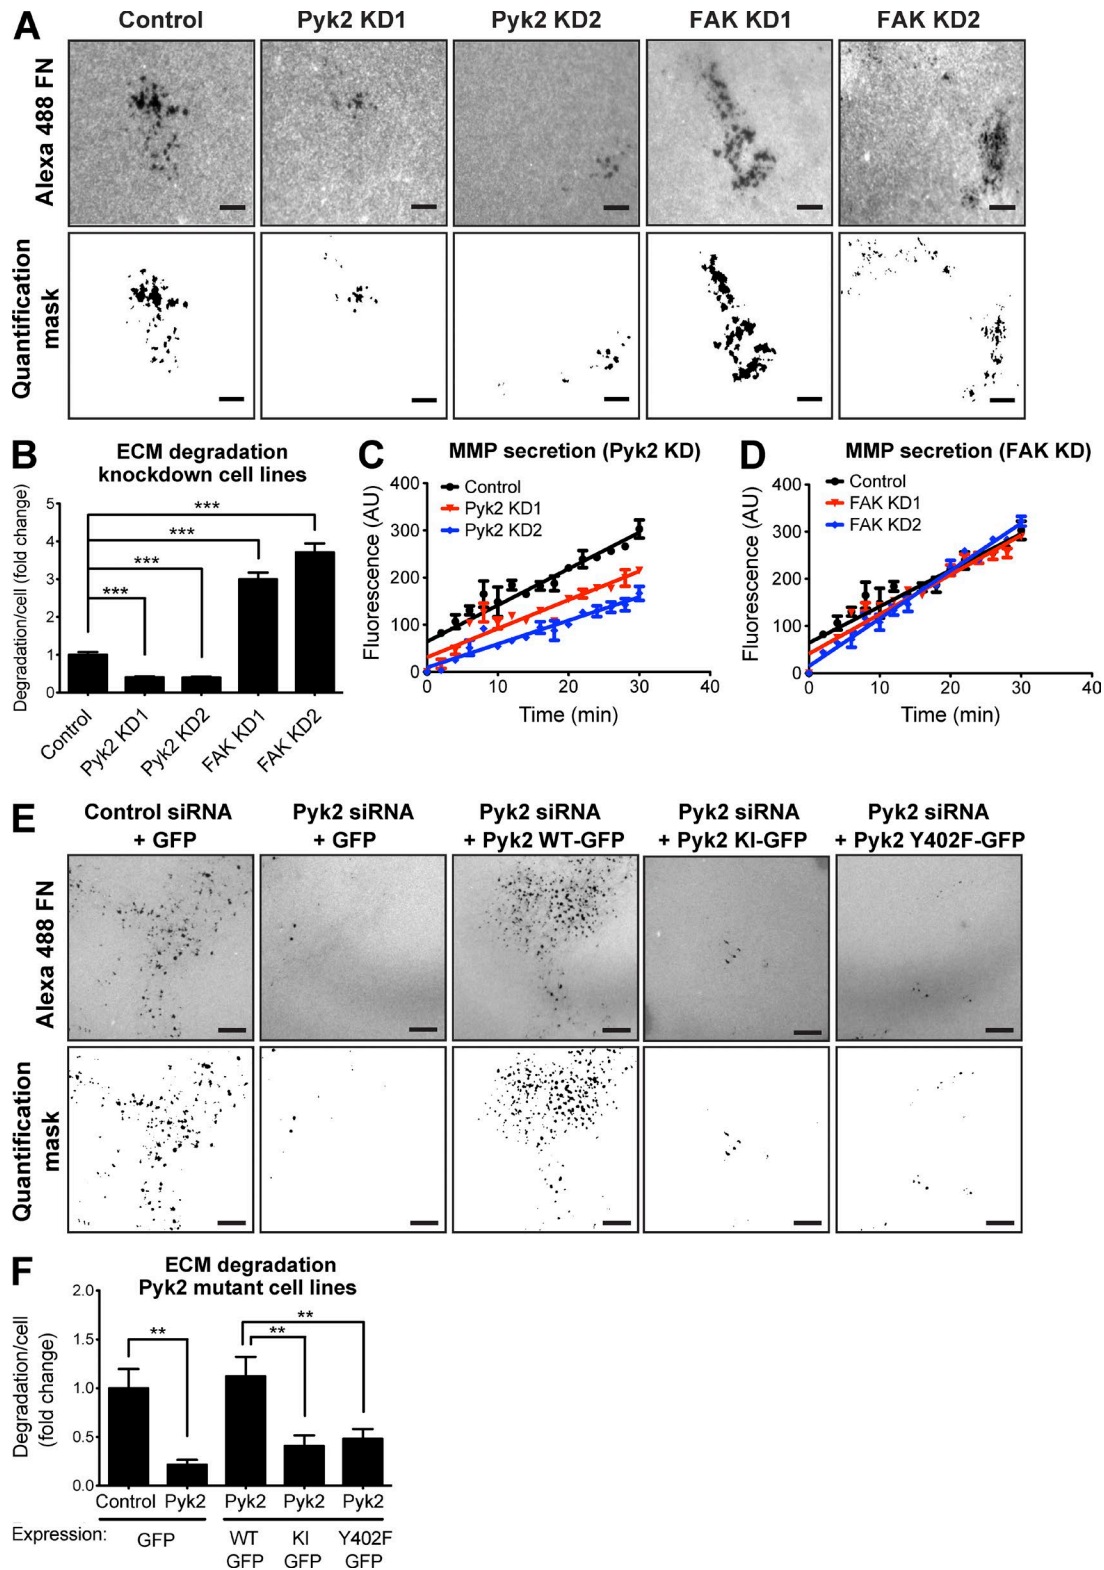 A
Control
Pyk2 KD1
Pyk2 KD2
FAK KD1
FAK KD2
Alexa 488 FN
Quantification
mask
B
ECM degradation
knockdown cell lines
Degradation/cell (fold change)
5
4
3
2
1
0
***
***
***
***
Control
Pyk2 KD1
Pyk2 KD2
FAK KD1
FAK KD2
C
MMP secretion (Pyk2 KD)
Fluorescence (AU)
400
300
200
100
0
Control
Pyk2 KD1
Pyk2 KD2
0 10 20 30 40
Time (min)
D
MMP secretion (FAK KD)
Fluorescence (AU)
400
300
200
100
0
Control
FAK KD1
FAK KD2
0 10 20 30 40
Time (min)
E
Control siRNA
+ GFP
Pyk2 siRNA
+ GFP
Pyk2 siRNA
+ Pyk2 WT-GFP
Pyk2 siRNA
+ Pyk2 KI-GFP
Pyk2 siRNA
+ Pyk2 Y402F-GFP
Alexa 488 FN
Quantification
mask
F
ECM degradation
Pyk2 mutant cell lines
Degradation/cell
(fold change)
2.0
1.5
1.0
0.5
0.0
**
**
**
Control Pyk2 Pyk2 Pyk2 Pyk2
Expression: GFP WT KI Y402F
GFP GFP GFP